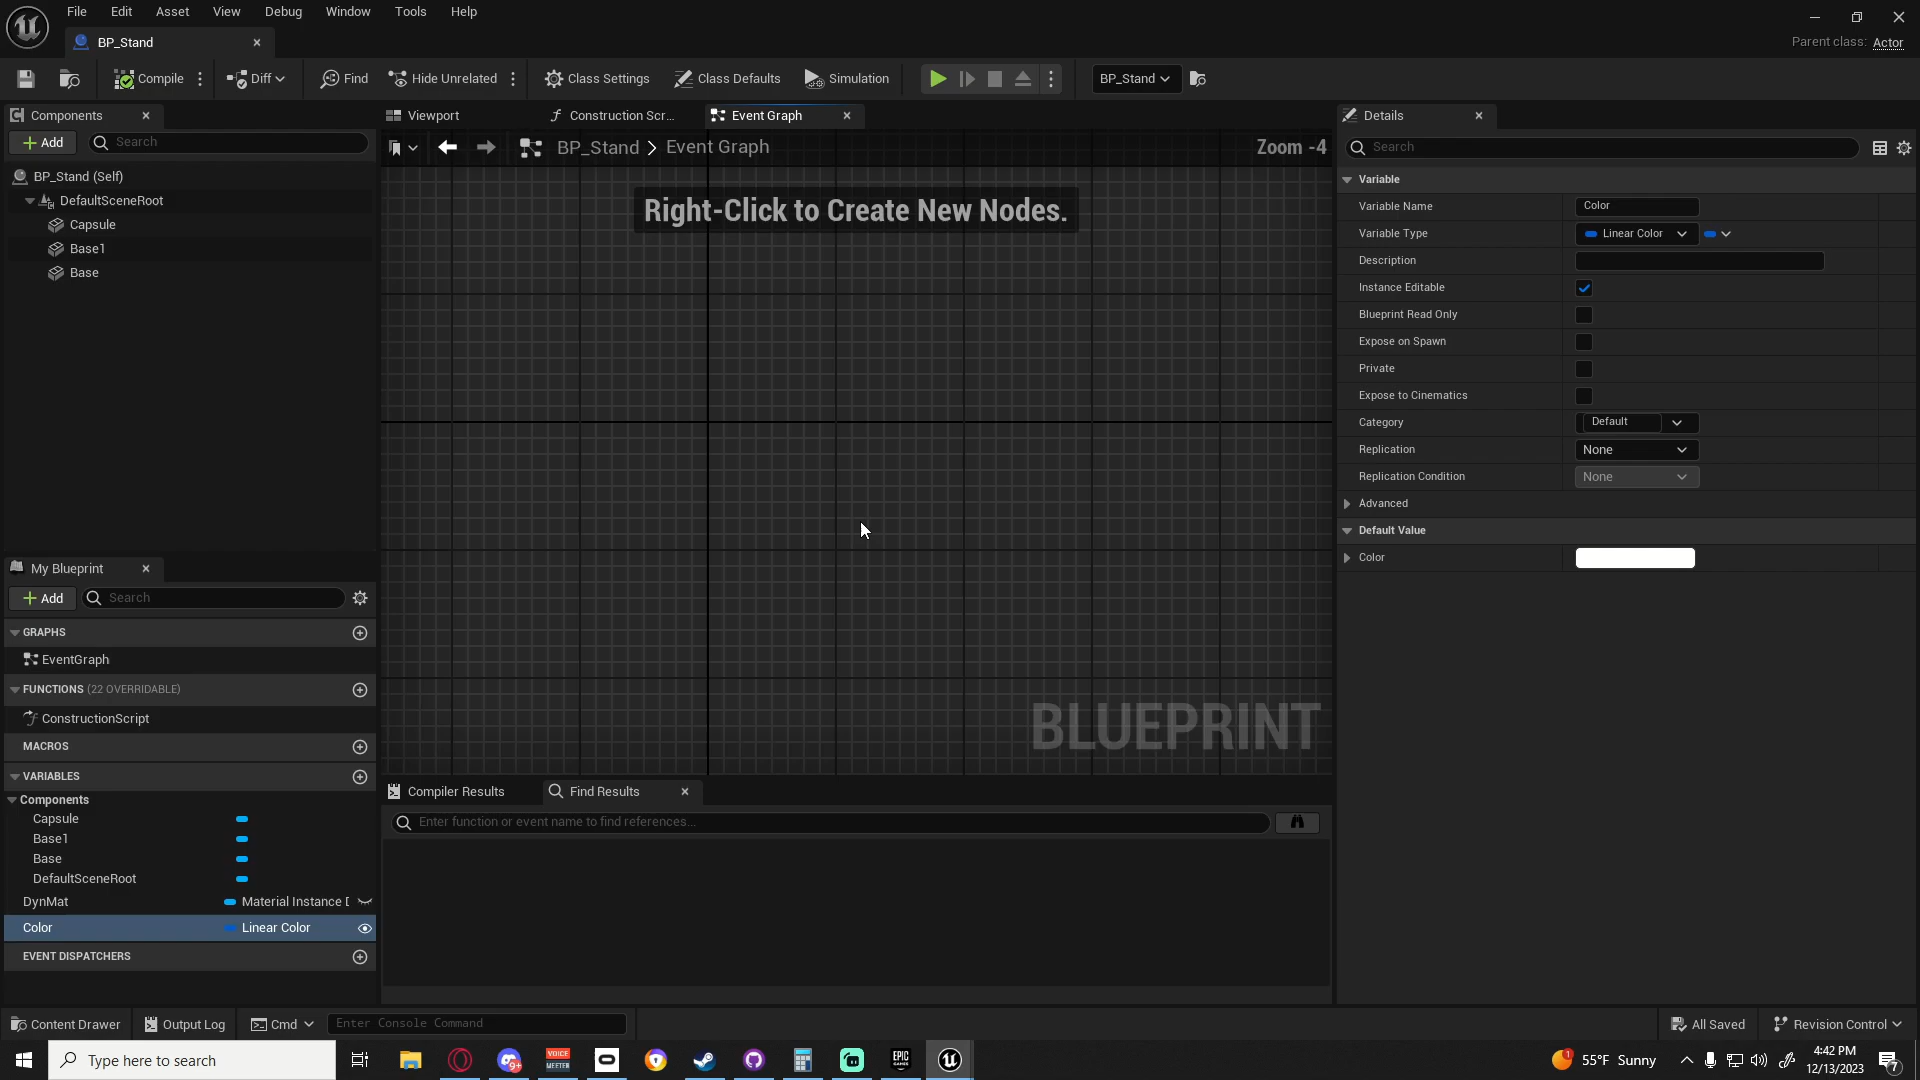 File Edit Asset View Debug Window Tools Help
BP_Stand
Parent class: Actor
Compile Diff Find Hide Unrelated Class Settings Class Defaults Simulation BP_Stand
Components
Viewport Construction Scr... Event Graph
Details
Add Search
BP_Stand Event Graph Zoom -4
Search
BP_Stand (Self)
DefaultSceneRoot
Capsule
Base1
Base
Right-Click to Create New Nodes.
BLUEPRINT
Variable
Variable Name Color
Variable Type Linear Color
Description
Instance Editable
Blueprint Read Only
Expose on Spawn
Private
Expose to Cinematics
Category Default
Replication None
Replication Condition None
Advanced
Default Value
Color
My Blueprint
Add Search
GRAPHS
EventGraph
FUNCTIONS (22 OVERRIDABLE)
ConstructionScript
MACROS
VARIABLES
Components
Capsule
Base1
Base
DefaultSceneRoot
DynMat Material Instance D
Color Linear Color
EVENT DISPATCHERS
Compiler Results Find Results
Enter function or event name to find references...
Content Drawer Output Log Cmd Enter Console Command All Saved Revision Control
Type here to search
9+
VOICE
MEETER
EPIC
GAMES
1
55°F Sunny
4:42 PM
12/13/2023
7